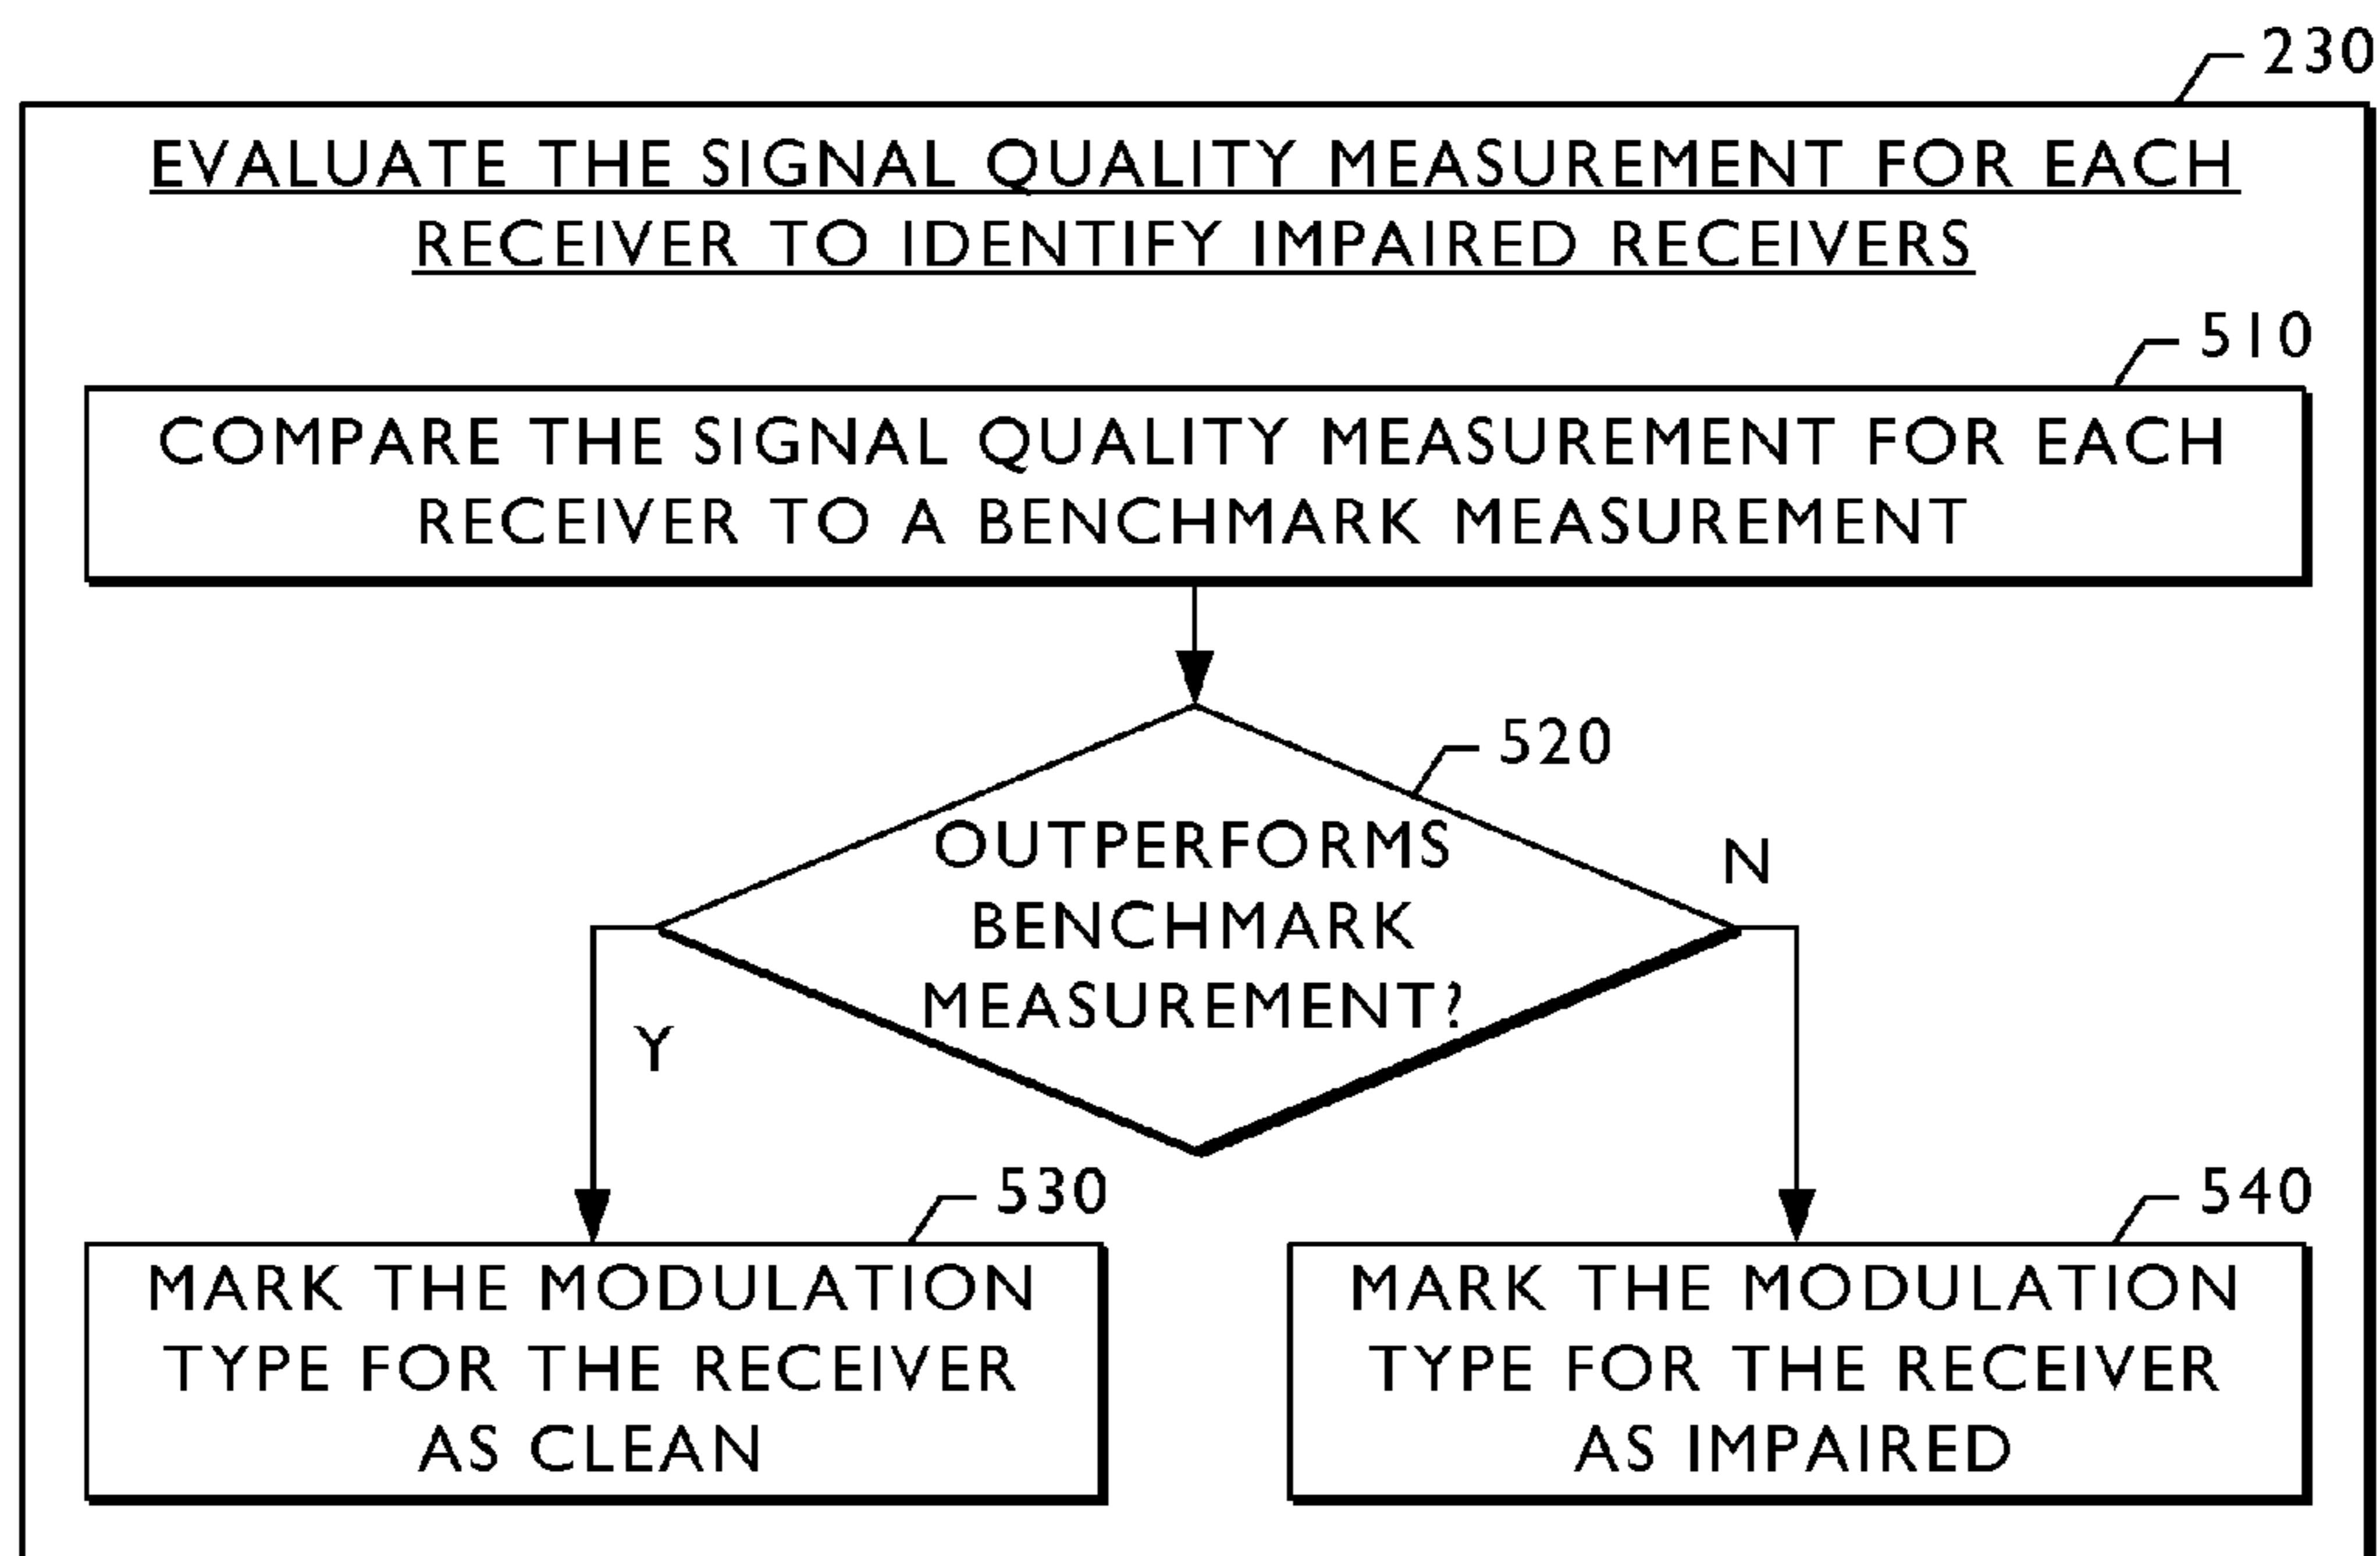 230
EVALUATE THE SIGNAL QUALITY MEASUREMENT FOR EACH
RECEIVER TO IDENTIFY IMPAIRED RECEIVERS
510
COMPARE THE SIGNAL QUALITY MEASUREMENT FOR EACH
RECEIVER TO A BENCHMARK MEASUREMENT
520
OUTPERFORMS
BENCHMARK
MEASUREMENT?
N
Y
530
MARK THE MODULATION
TYPE FOR THE RECEIVER
AS CLEAN
540
MARK THE MODULATION
TYPE FOR THE RECEIVER
AS IMPAIRED